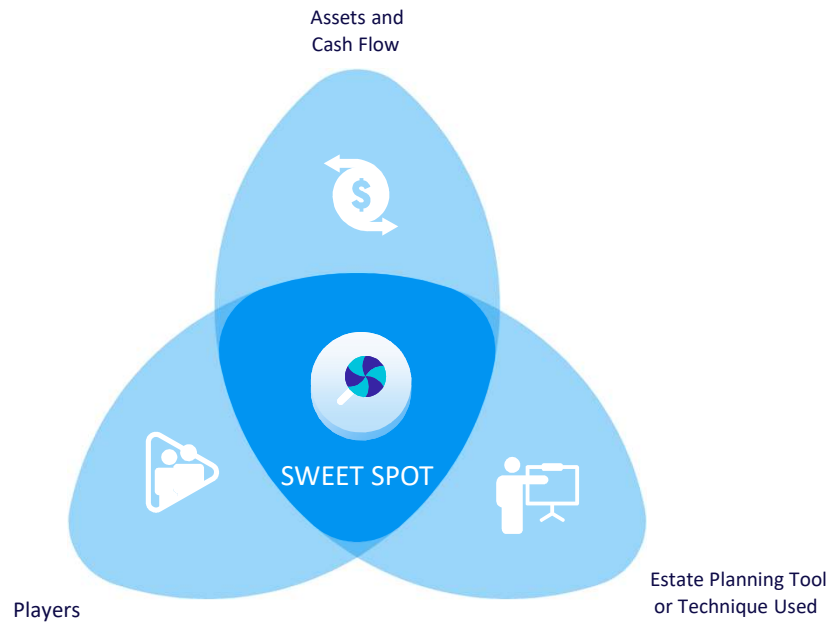 Assets and
Cash Flow
$
SWEET SPOT
Players
Estate Planning Tool
or Technique Used